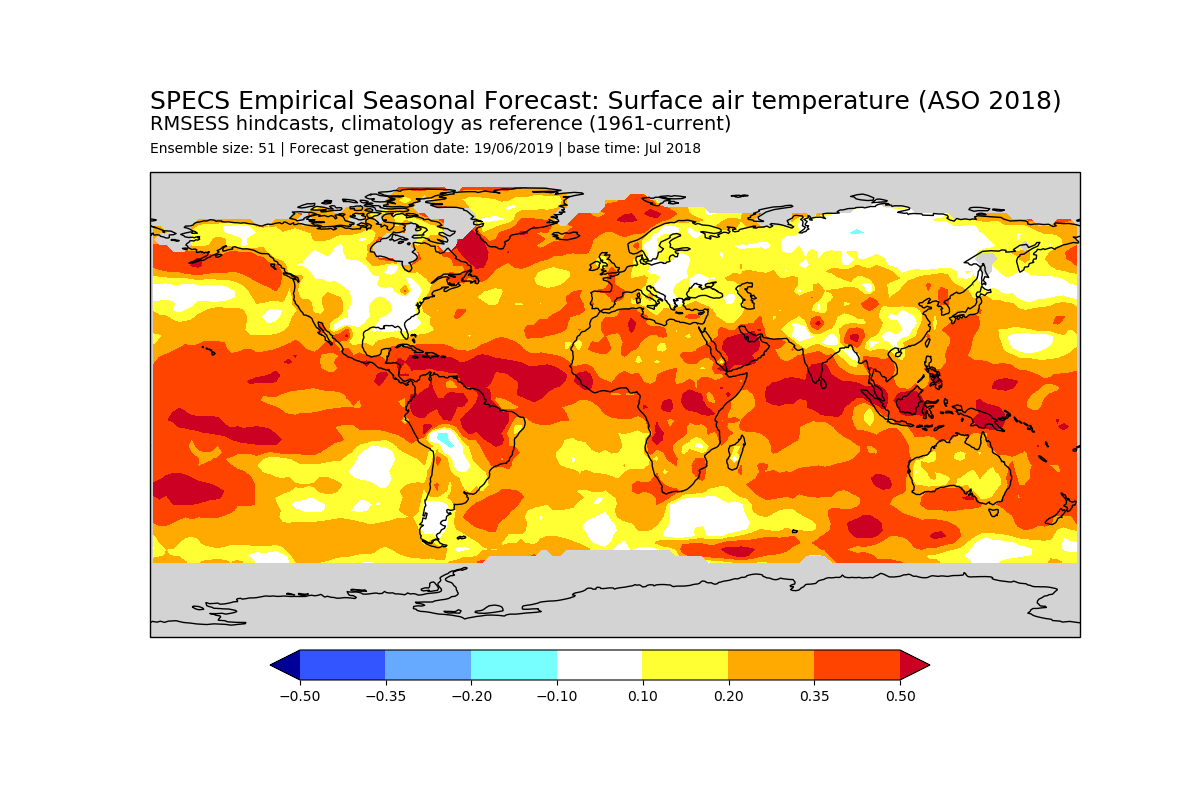 SPECS Empirical Seasonal Forecast: Surface air temperature (ASO 2018)
RMSESS hindcasts, climatology as reference (1961-current)
Ensemble size: 51 | Forecast generation date: 19/06/2019 | base time: Jul 2018
−0.50 −0.35 −0.20 −0.10 0.10 0.20 0.35 0.50